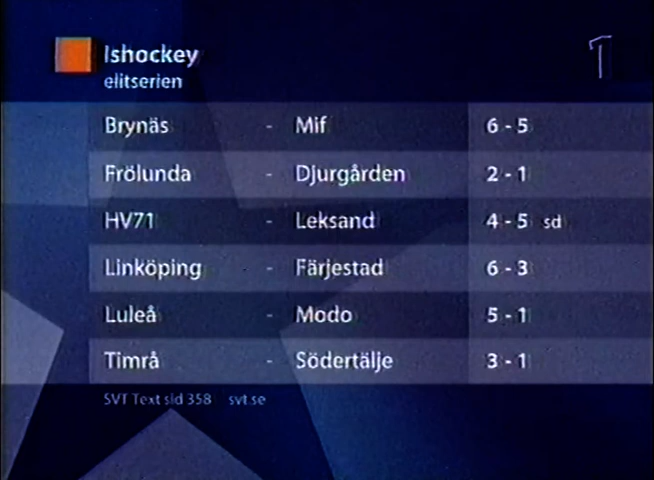 Ishockey
1
elitserien
Brynäs - Mif 6 - 5
Frölunda - Djurgården 2 - 1
HV71 - Leksand 4 - 5 sd
Linköping - Färjestad 6 - 3
Luleå - Modo 5 - 1
Timrå - Södertälje 3 - 1
SVT Text sid 358 svt.se